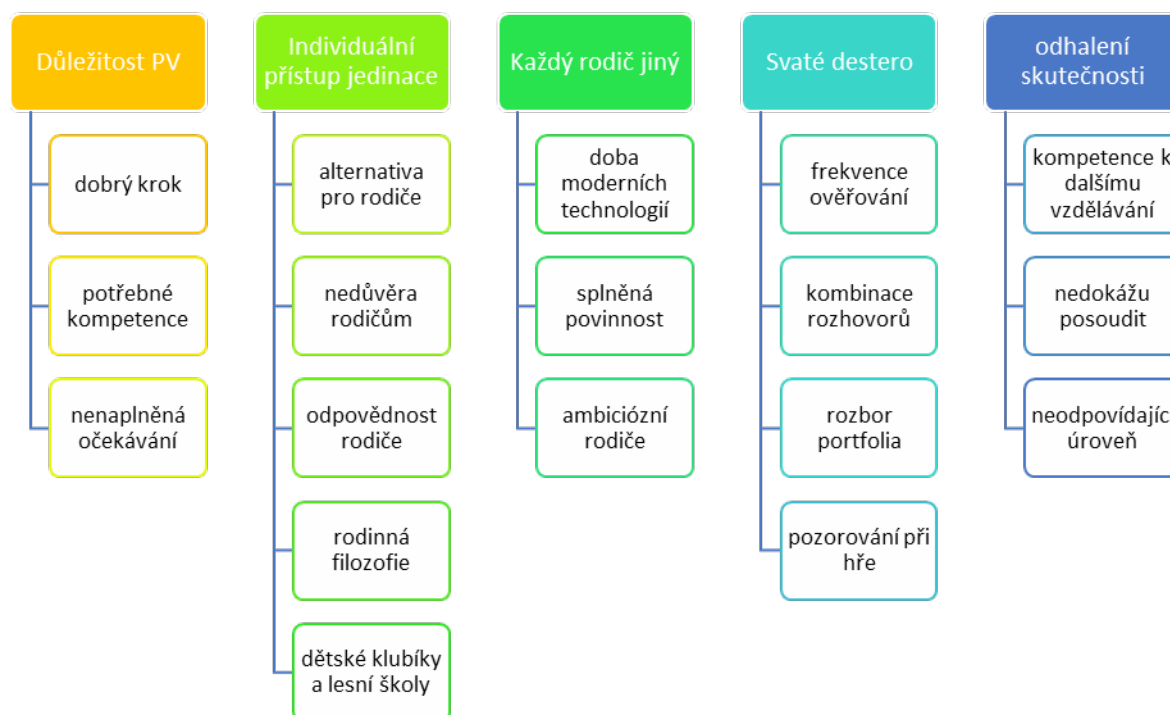 Důležitost PV
dobrý krok
potřebné
kompetence
nenaplněná
očekávání
Individuální
přístup jedinace
alternativa
pro rodiče
nedůvěra
rodičům
odpovědnost
rodiče
rodinná
filozofie
dětské klubíky
a lesní školy
Každý rodič jiný
doba
moderních
technologií
splněná
povinnost
ambiciózní
rodiče
Svaté destero
frekvence
ověřování
kombinace
rozhovorů
rozbor
portfolia
pozorování při
hře
odhalení
skutečnosti
kompetence k
dalšímu
vzdělávání
nedokážu
posoudit
neodpovídajíc
úroveň